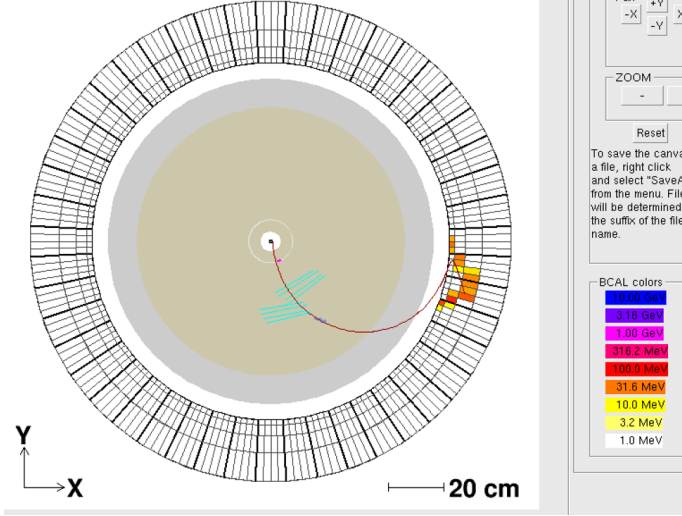 +Y
-X
X
-Y
ZOOM
-
Reset
To save the canva
a file, right click
and select "SaveA
from the menu. File
will be determined
the suffix of the file
name.
BCAL colors
10.00 GeV
3.16 GeV
1.00 GeV
316.2 MeV
100.0 MeV
31.6 MeV
10.0 MeV
3.2 MeV
1.0 MeV
Y
X
20 cm